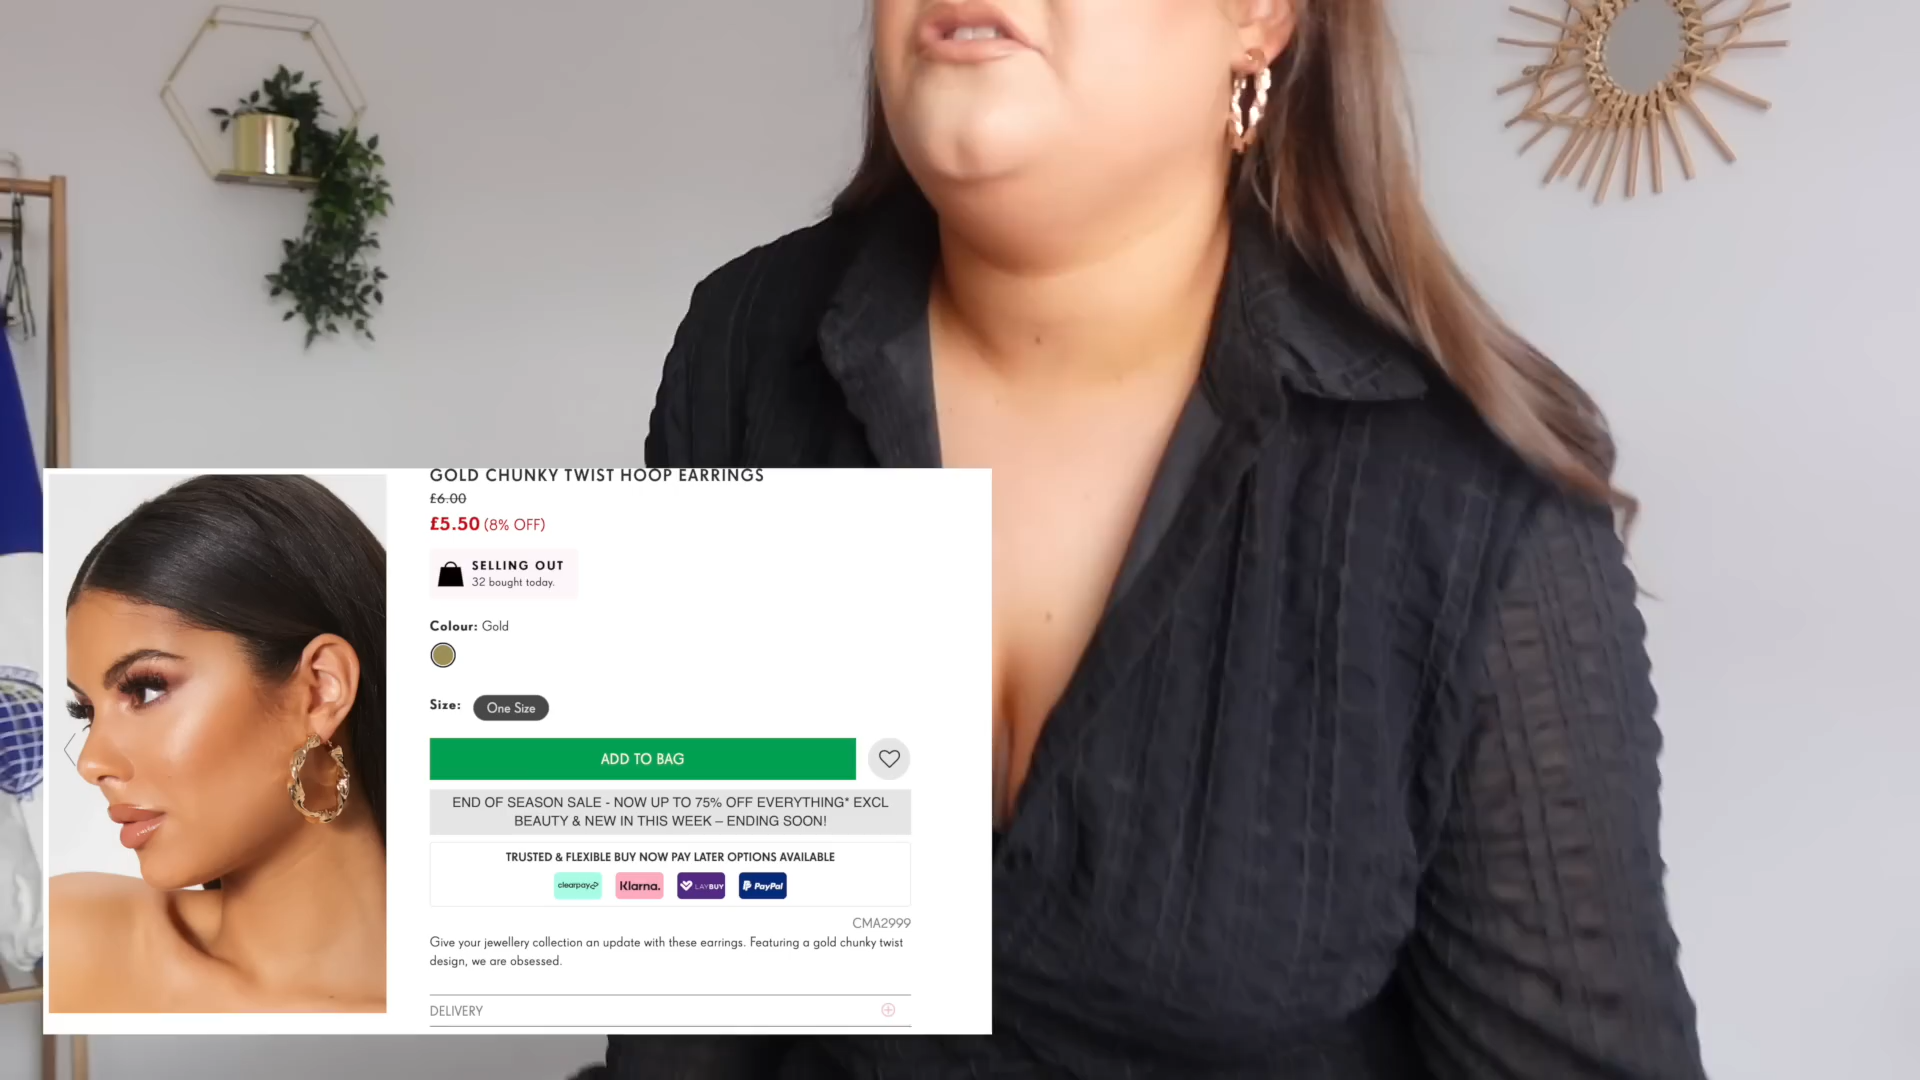 GOLD CHUNKY TWIST HOOP EARRINGS
£6.00
£5.50 (8% OFF)
SELLING OUT
32 bought today.
Colour: Gold
Size: One Size
ADD TO BAG
END OF SEASON SALE - NOW UP TO 75% OFF EVERYTHING* EXCL
BEAUTY & NEW IN THIS WEEK – ENDING SOON!
TRUSTED & FLEXIBLE BUY NOW PAY LATER OPTIONS AVAILABLE
clearpay Klarna. LAYBUY PayPal
CMA2999
Give your jewellery collection an update with these earrings. Featuring a gold chunky twist
design, we are obsessed.
DELIVERY